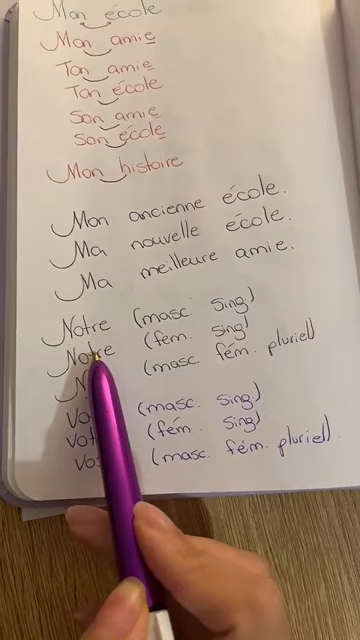 Mon école
Mon amie
Ton amie
Ton école
Son amie
Son école
Mon histoire
Mon ancienne école.
Ma nouvelle école.
Ma meilleure amie.
Notre (masc. sing.)
Notre (fém. sing)
(masc. fém. pluriel)
(masc. sing.)
(fém. sing)
(masc. fém. pluriel).